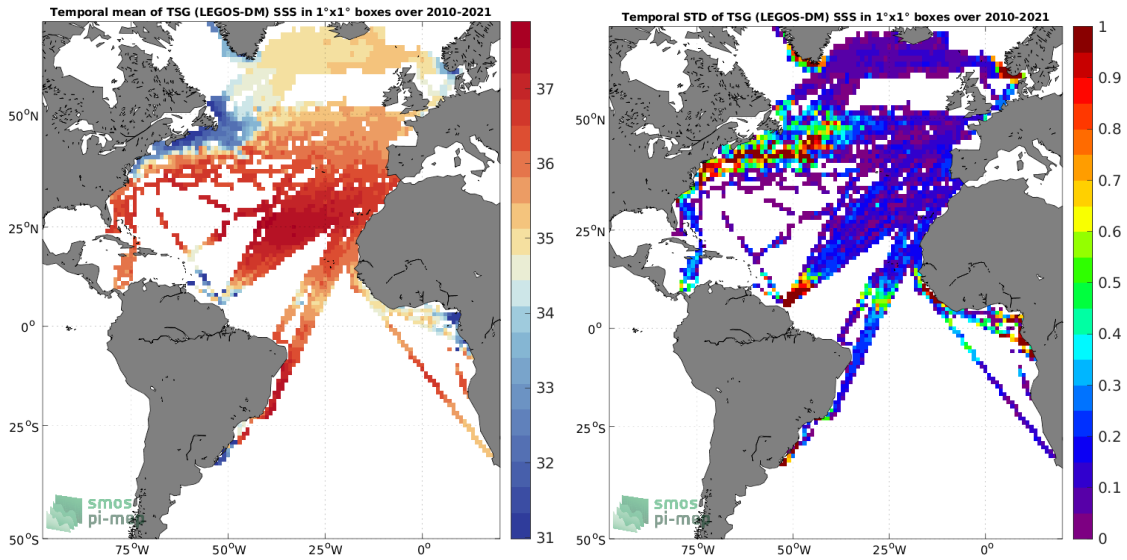 Temporal mean of TSG (LEGOS-DM) SSS in 1°x1° boxes over 2010-2021
50°N
25°N
0°
25°S
50°S
75°W
50°W
25°W
0°
37
36
35
34
33
32
31
smos
pi-mep
Temporal STD of TSG (LEGOS-DM) SSS in 1°x1° boxes over 2010-2021
50°N
25°N
0°
25°S
50°S
75°W
50°W
25°W
0°
1
0.9
0.8
0.7
0.6
0.5
0.4
0.3
0.2
0.1
0
smos
pi-mep